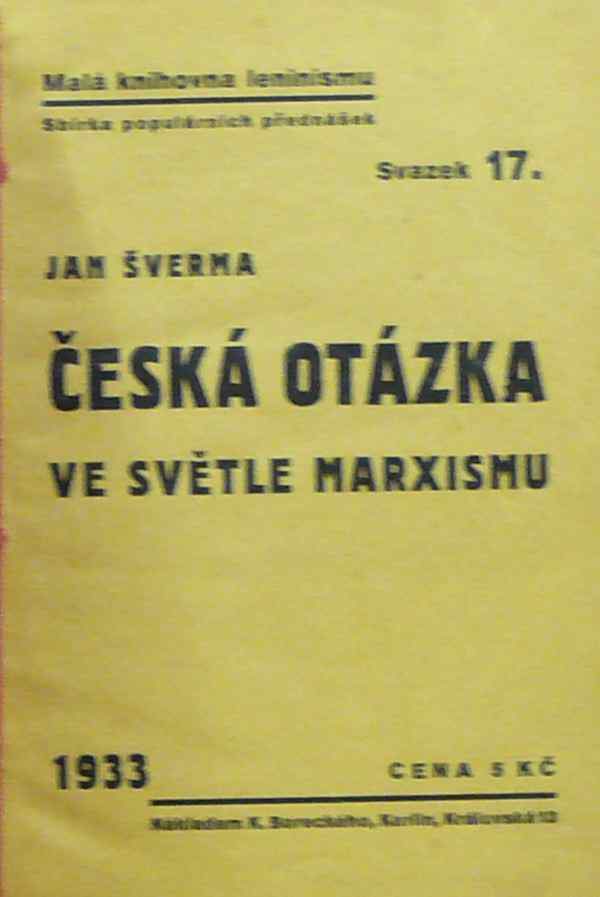 Malá knihovna leninismu
Sbírka populárních přednášek
Svazek 17.
JAN ŠVERMA
ČESKÁ OTÁZKA
VE SVĚTLE MARXISMU
1933
CENA 5 KČ
Nákladem K. Boreckého, Karlín, Královská 13